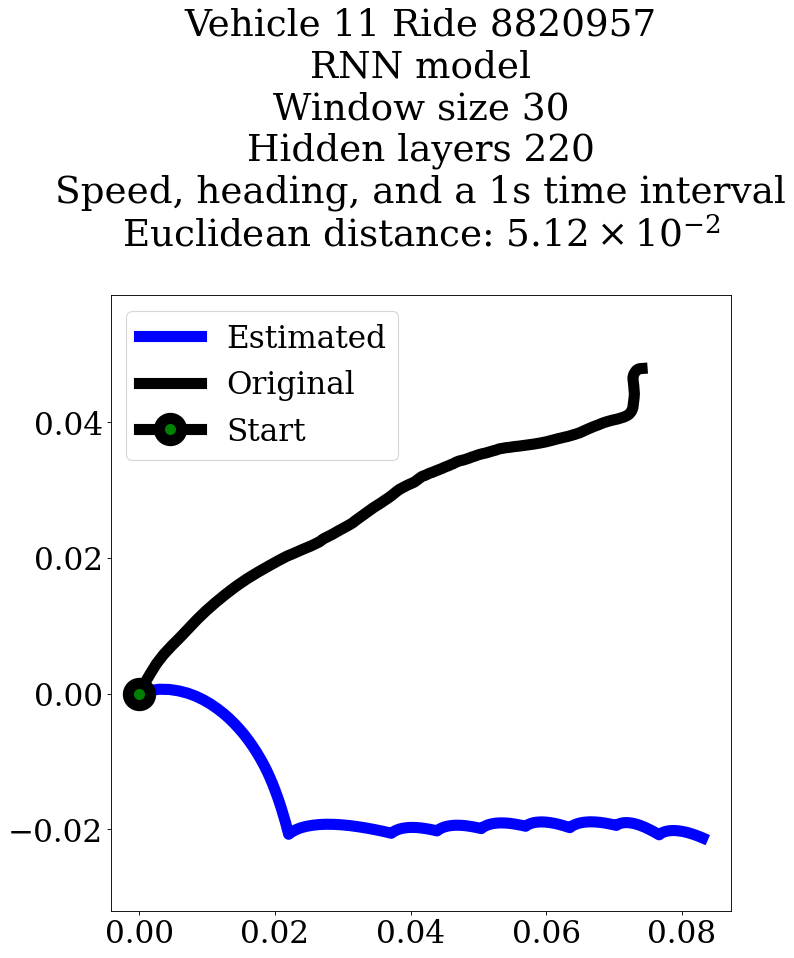 Vehicle 11 Ride 8820957
RNN model
Window size 30
Hidden layers 220
Speed, heading, and a 1s time interval
Euclidean distance: 5.12 × 10⁻²
Estimated
Original
Start
0.04
0.02
0.00
−0.02
0.00 0.02 0.04 0.06 0.08